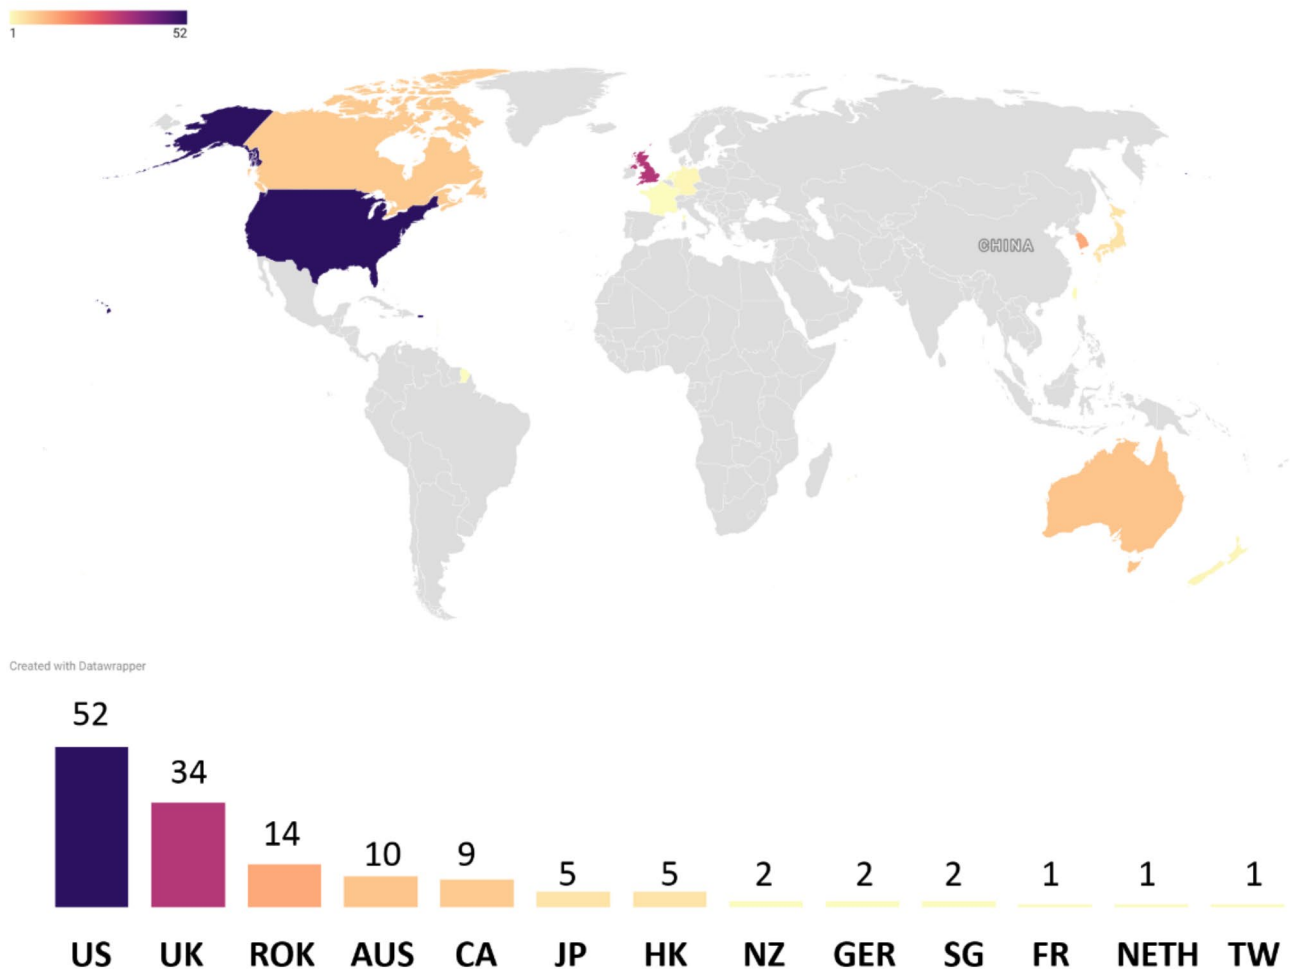 1 52
CHINA
Created with Datawrapper
52 34 14 10 9 5 5 2 2 2 1 1 1
US UK ROK AUS CA JP HK NZ GER SG FR NETH TW